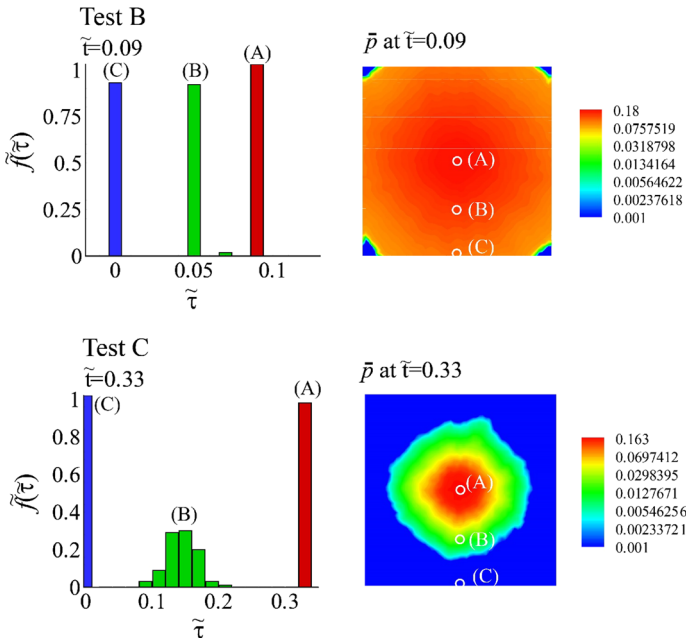 Test B
t̃=0.09
(A)
(C)
(B)
1
0.75
0.5
0.25
0
f̃(τ̃)
0 0.05 0.1
τ̃
p̄ at t̃=0.09
(A)
(B)
(C)
0.18
0.0757519
0.0318798
0.0134164
0.00564622
0.00237618
0.001
Test C
t̃=0.33
(C)
(A)
(B)
1
0.8
0.6
0.4
0.2
0
f̃(τ̃)
0 0.1 0.2 0.3
τ̃
p̄ at t̃=0.33
(A)
(B)
(C)
0.163
0.0697412
0.0298395
0.0127671
0.00546256
0.00233721
0.001